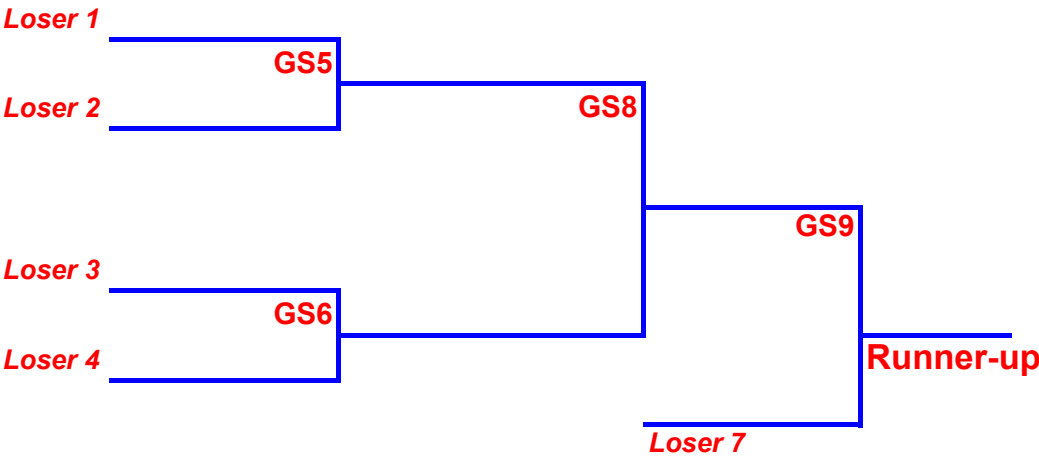 Loser 1
GS5
Loser 2
GS8
GS9
Loser 3
GS6
Loser 4
Runner-up
Loser 7